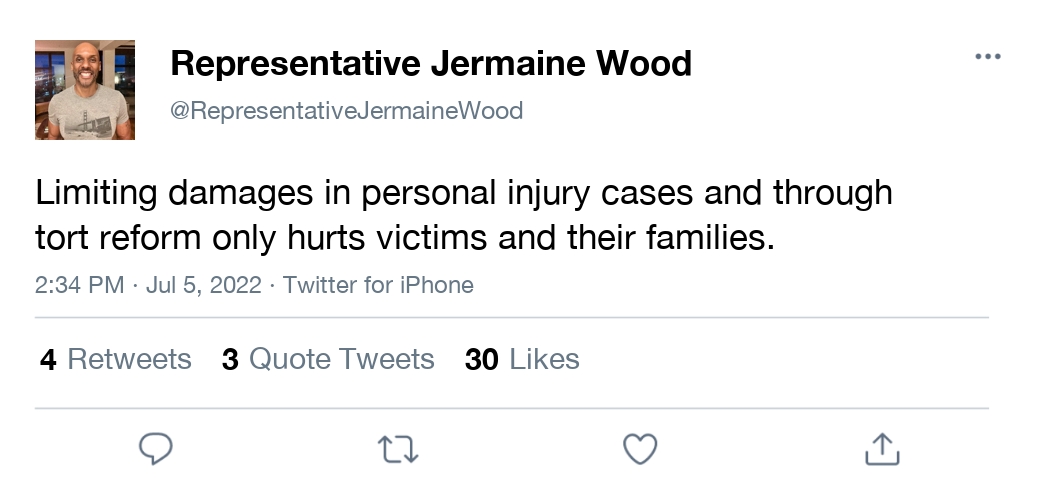 Representative Jermaine Wood
@RepresentativeJermaineWood
Limiting damages in personal injury cases and through
tort reform only hurts victims and their families.
2:34 PM · Jul 5, 2022 · Twitter for iPhone
4 Retweets 3 Quote Tweets 30 Likes